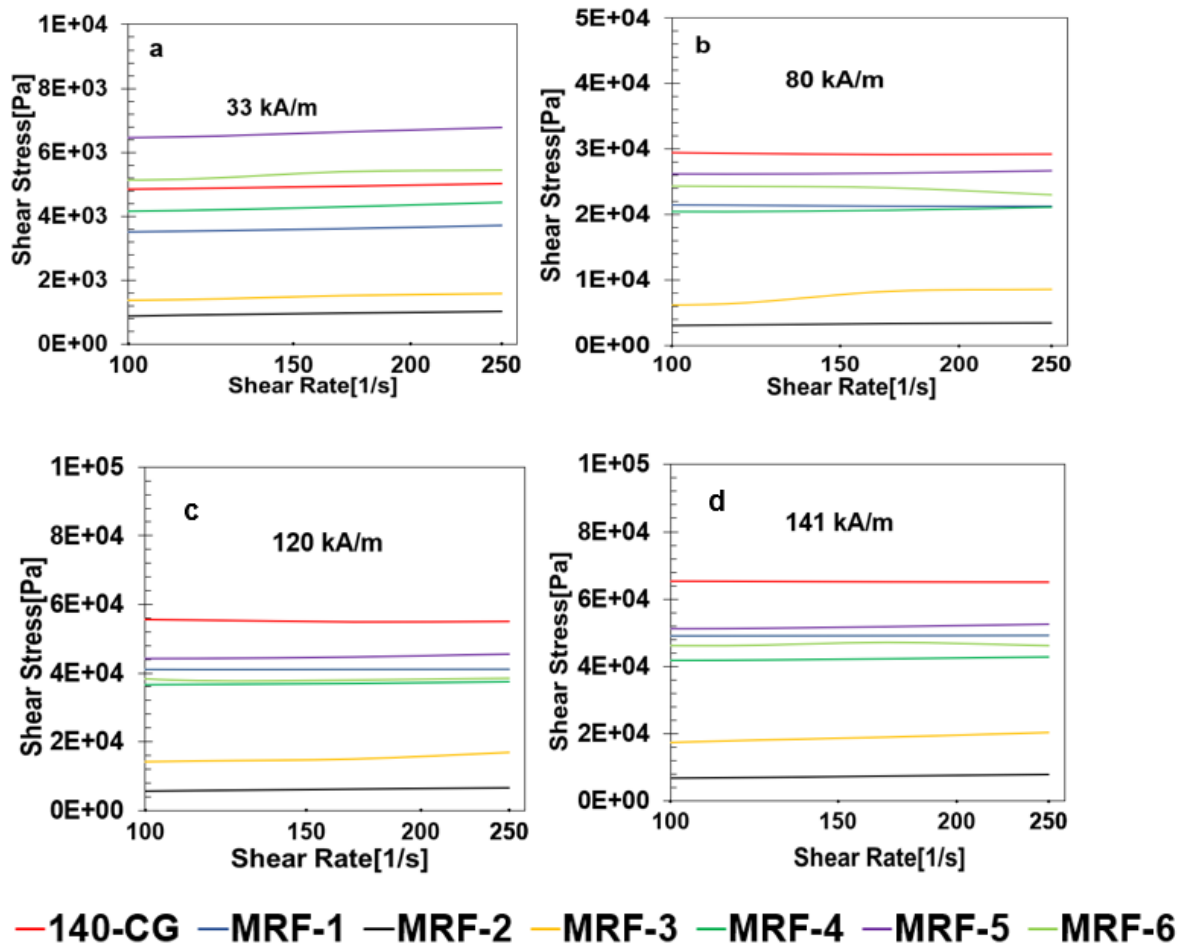 a
33 kA/m
Shear Stress[Pa]
1E+04
8E+03
6E+03
4E+03
2E+03
0E+00
100 150 200 250
Shear Rate[1/s]
b
80 kA/m
Shear Stress[Pa]
5E+04
4E+04
3E+04
2E+04
1E+04
0E+00
100 150 200 250
Shear Rate[1/s]
c
120 kA/m
Shear Stress[Pa]
1E+05
8E+04
6E+04
4E+04
2E+04
0E+00
100 150 200 250
Shear Rate[1/s]
d
141 kA/m
Shear Stress[Pa]
1E+05
8E+04
6E+04
4E+04
2E+04
0E+00
100 150 200 250
Shear Rate[1/s]
140-CG MRF-1 MRF-2 MRF-3 MRF-4 MRF-5 MRF-6